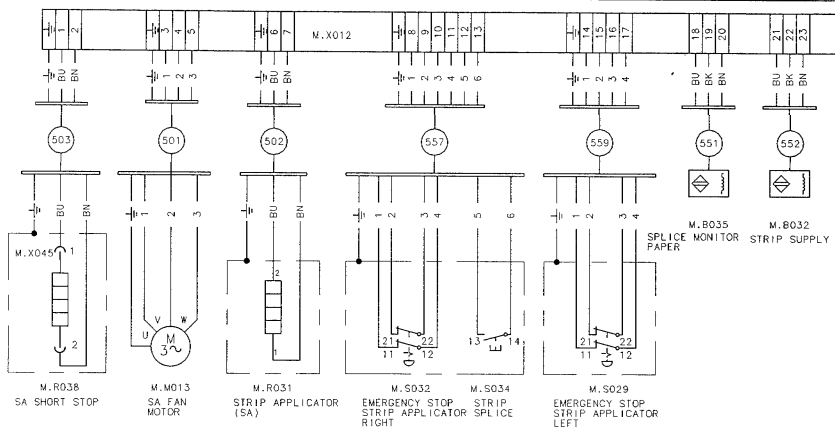 M.X012
1 2
3 4 5
6 7
8 9 10 11 12 13
14 15 16 17
18 19 20
21 22 23
BU BN
1 2 3
BU BN
1 2 3 4 5 6
1 2 3 4
BU BK BN
BU BK BN
503
501
502
557
559
551
552
M.B035
SPLICE MONITOR
PAPER
M.B032
STRIP SUPPLY
BU BN
1 2 3
BU BN
1 2 3 4 5 6
1 2 3 4
M.X045
1
2
U V W
M
3~
2
1
21 22
11 12
13 14
21 22
11 12
M.R038
SA SHORT STOP
M.M013
SA FAN
MOTOR
M.R031
STRIP APPLICATOR
(SA)
M.S032
EMERGENCY STOP
STRIP APPLICATOR
RIGHT
M.S034
STRIP
SPLICE
M.S029
EMERGENCY STOP
STRIP APPLICATOR
LEFT